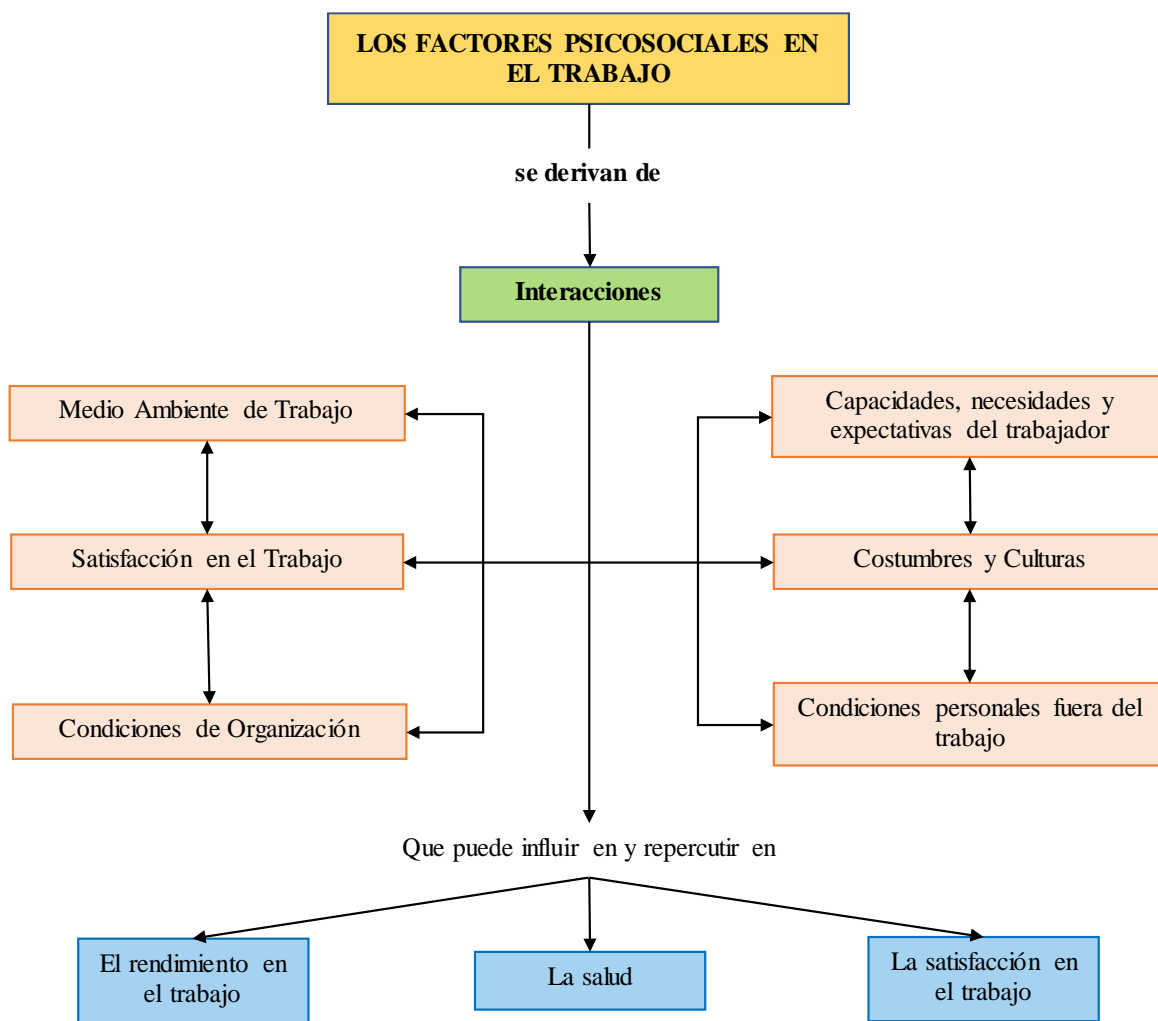 LOS FACTORES PSICOSOCIALES EN
EL TRABAJO
se derivan de
Interacciones
Medio Ambiente de Trabajo
Capacidades, necesidades y
expectativas del trabajador
Satisfacción en el Trabajo
Costumbres y Culturas
Condiciones de Organización
Condiciones personales fuera del
trabajo
Que puede influir en y repercutir en
El rendimiento en
el trabajo
La salud
La satisfacción en
el trabajo